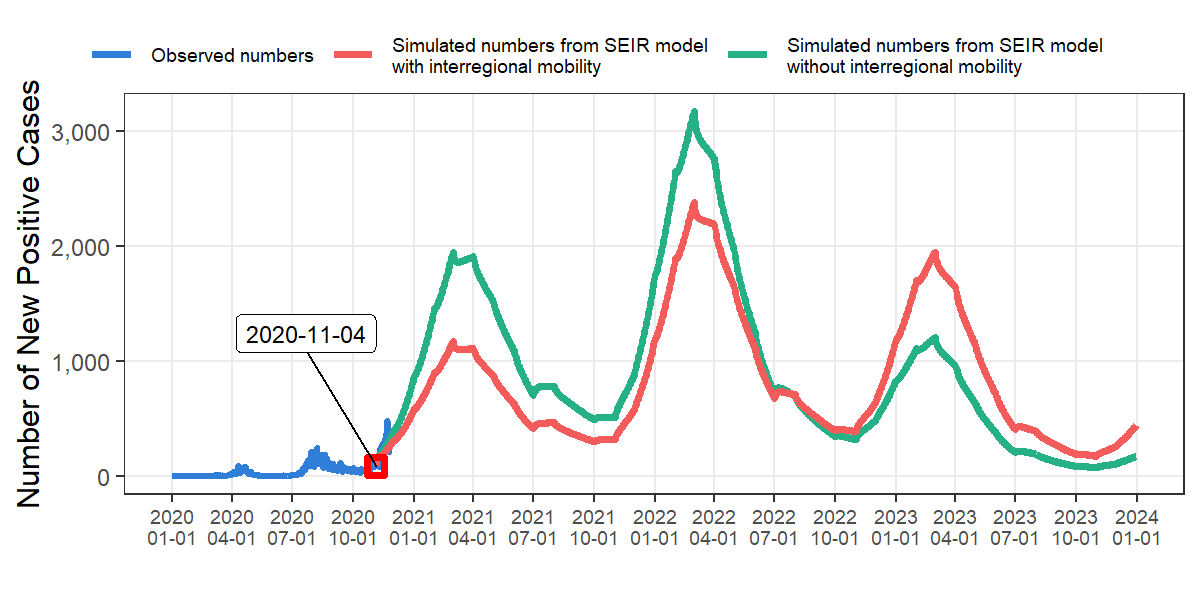 Observed numbers
Simulated numbers from SEIR model
with interregional mobility
Simulated numbers from SEIR model
without interregional mobility
Number of New Positive Cases
3,000
2,000
1,000
0
2020-11-04
2020 2020 2020 2020 2021 2021 2021 2021 2022 2022 2022 2022 2023 2023 2023 2023 2024
01-01 04-01 07-01 10-01 01-01 04-01 07-01 10-01 01-01 04-01 07-01 10-01 01-01 04-01 07-01 10-01 01-01